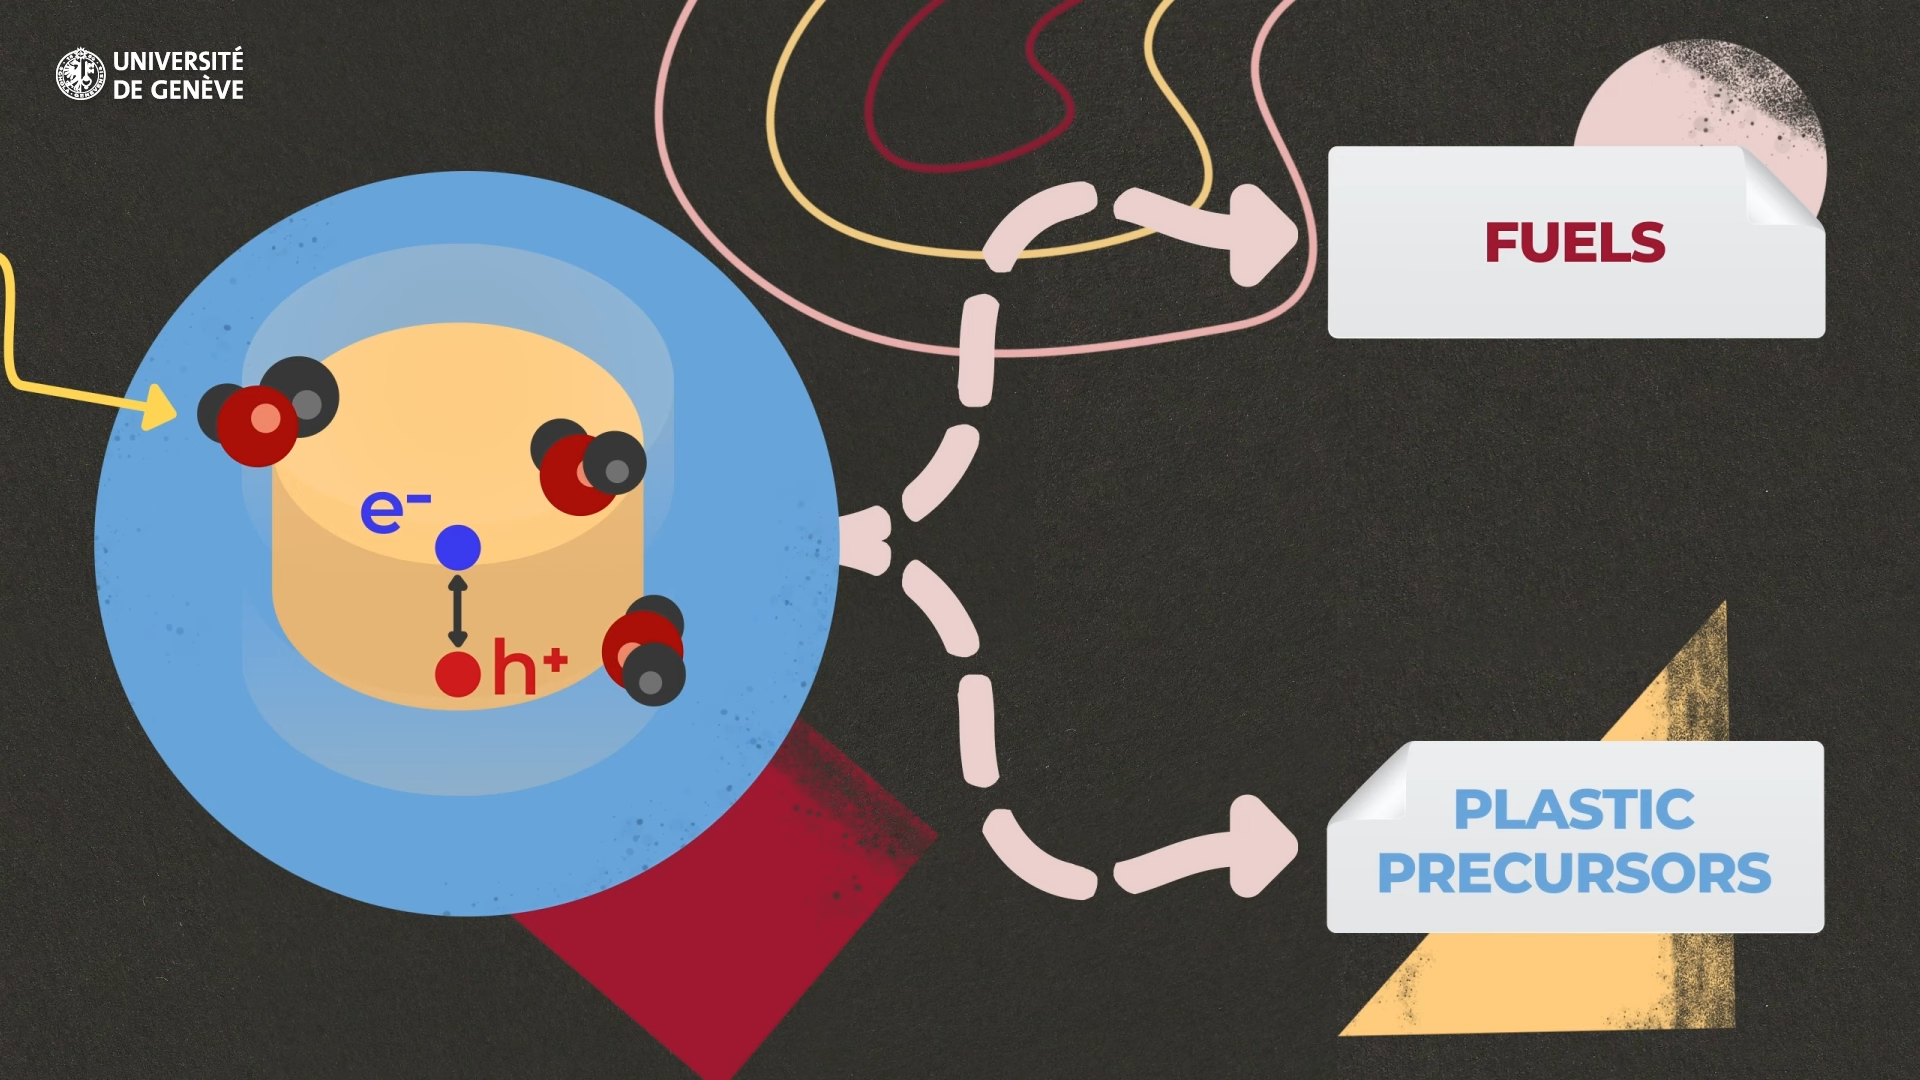 UNIVERSITÉ
DE GENÈVE
FUELS
e-
h+
PLASTIC
PRECURSORS